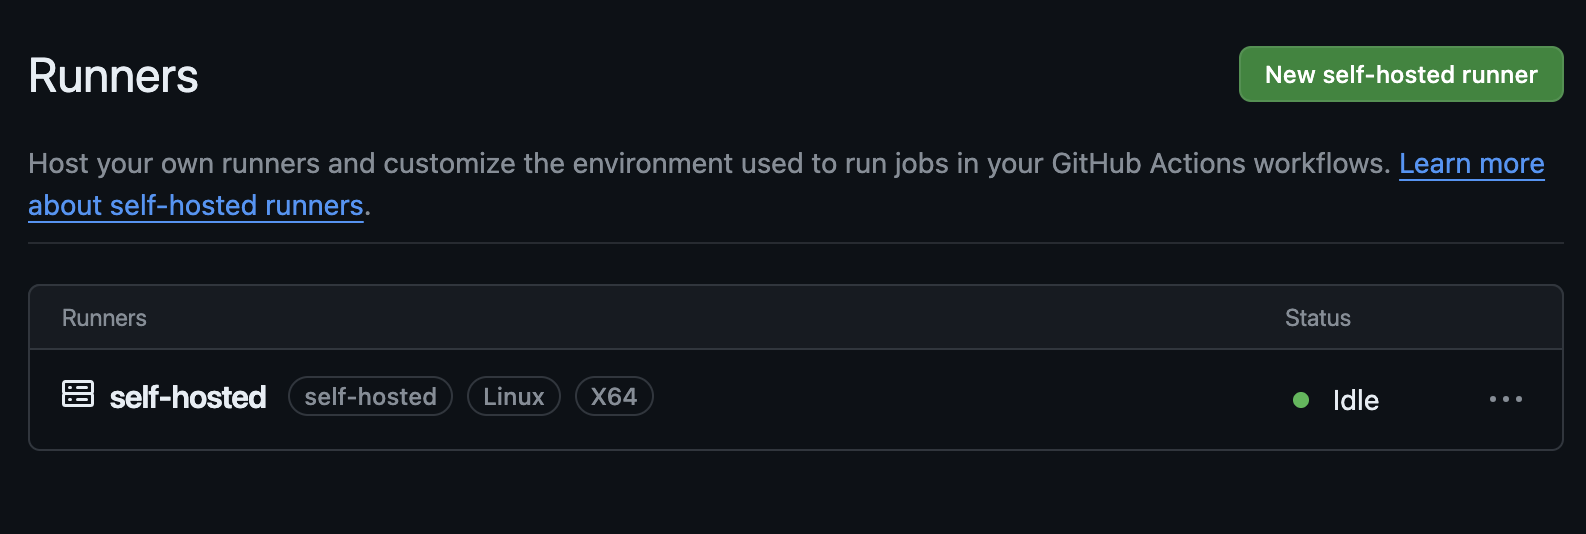 Runners
New self-hosted runner
Host your own runners and customize the environment used to run jobs in your GitHub Actions workflows. Learn more
about self-hosted runners.
Runners Status
self-hosted self-hosted Linux X64 Idle